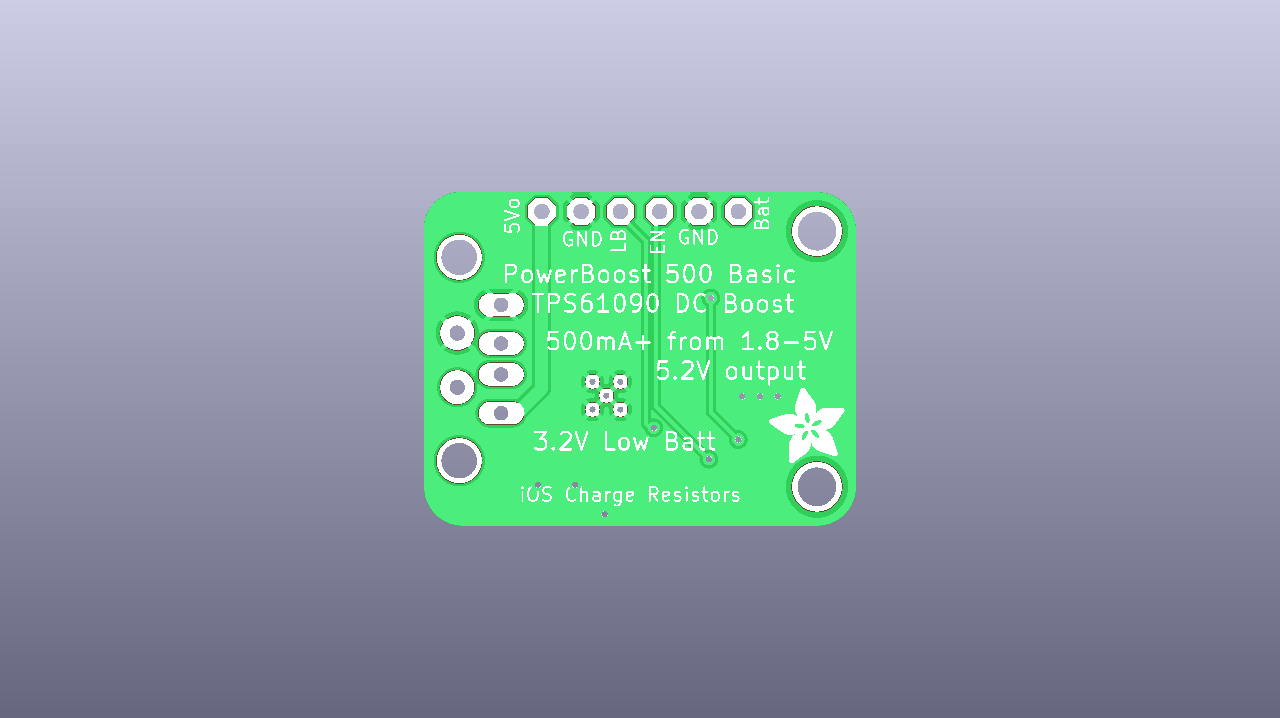 5Vo
GND
LB
EN
GND
Bat
PowerBoost 500 Basic
TPS61090 DC Boost
500mA+ from 1.8-5V
5.2V output
3.2V Low Batt
iOS Charge Resistors